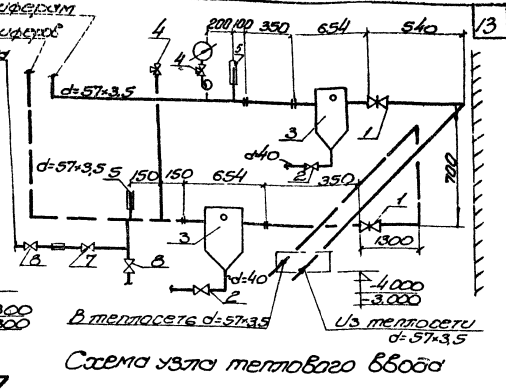 13
200 100 350 654 540
4
4
5
d=57×3,5
3
1
d=40
2
d=57×3,5
5
150 150 654 350
700
1
1300
3
8 7 8
d=40
2
-4.000
-3.000
В теплосеть d=57×3,5
Из теплосети
d=57×3,5
Схема узла теплового ввода